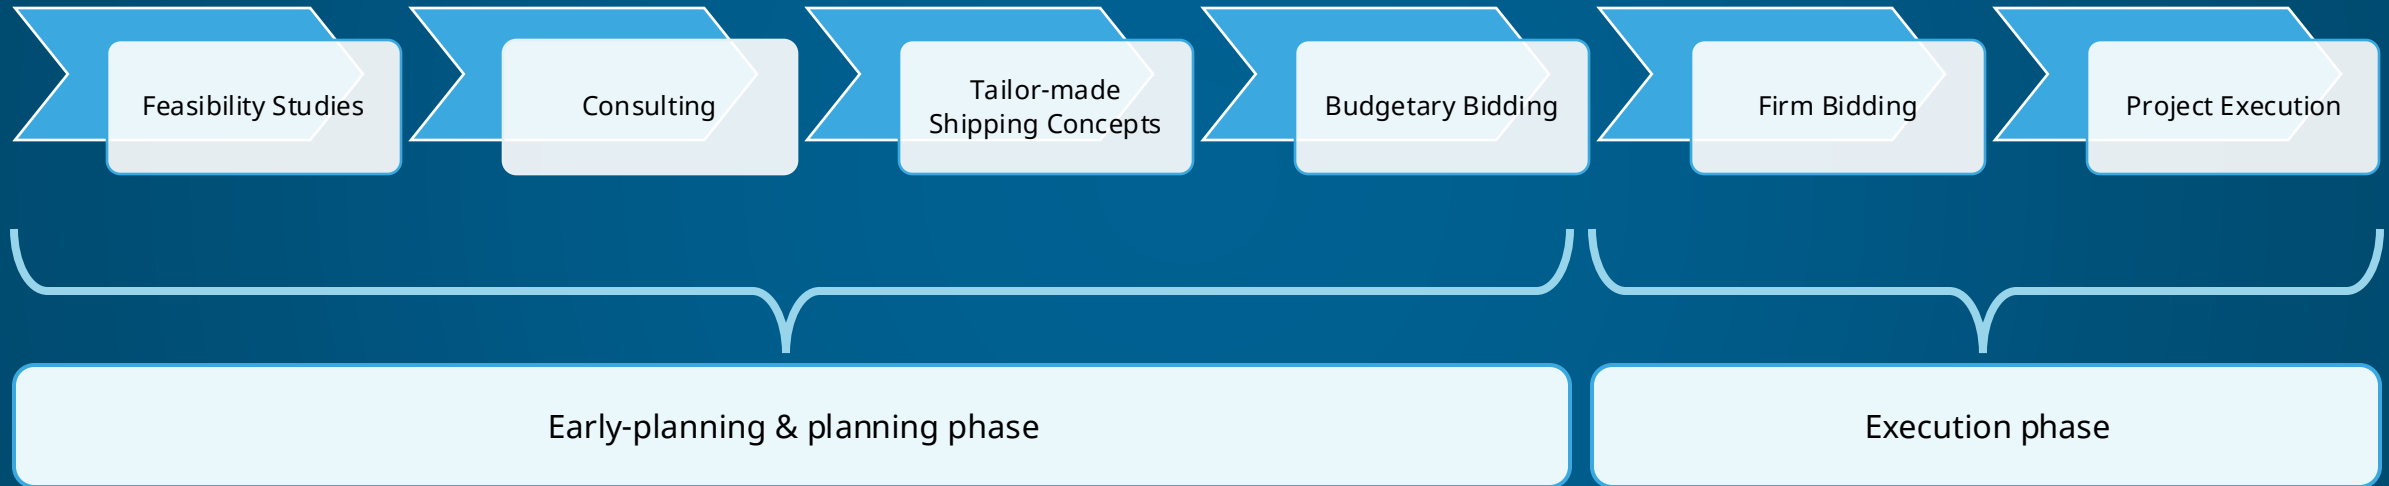 Feasibility Studies
Consulting
Tailor-made
Shipping Concepts
Budgetary Bidding
Firm Bidding
Project Execution
Early-planning & planning phase
Execution phase